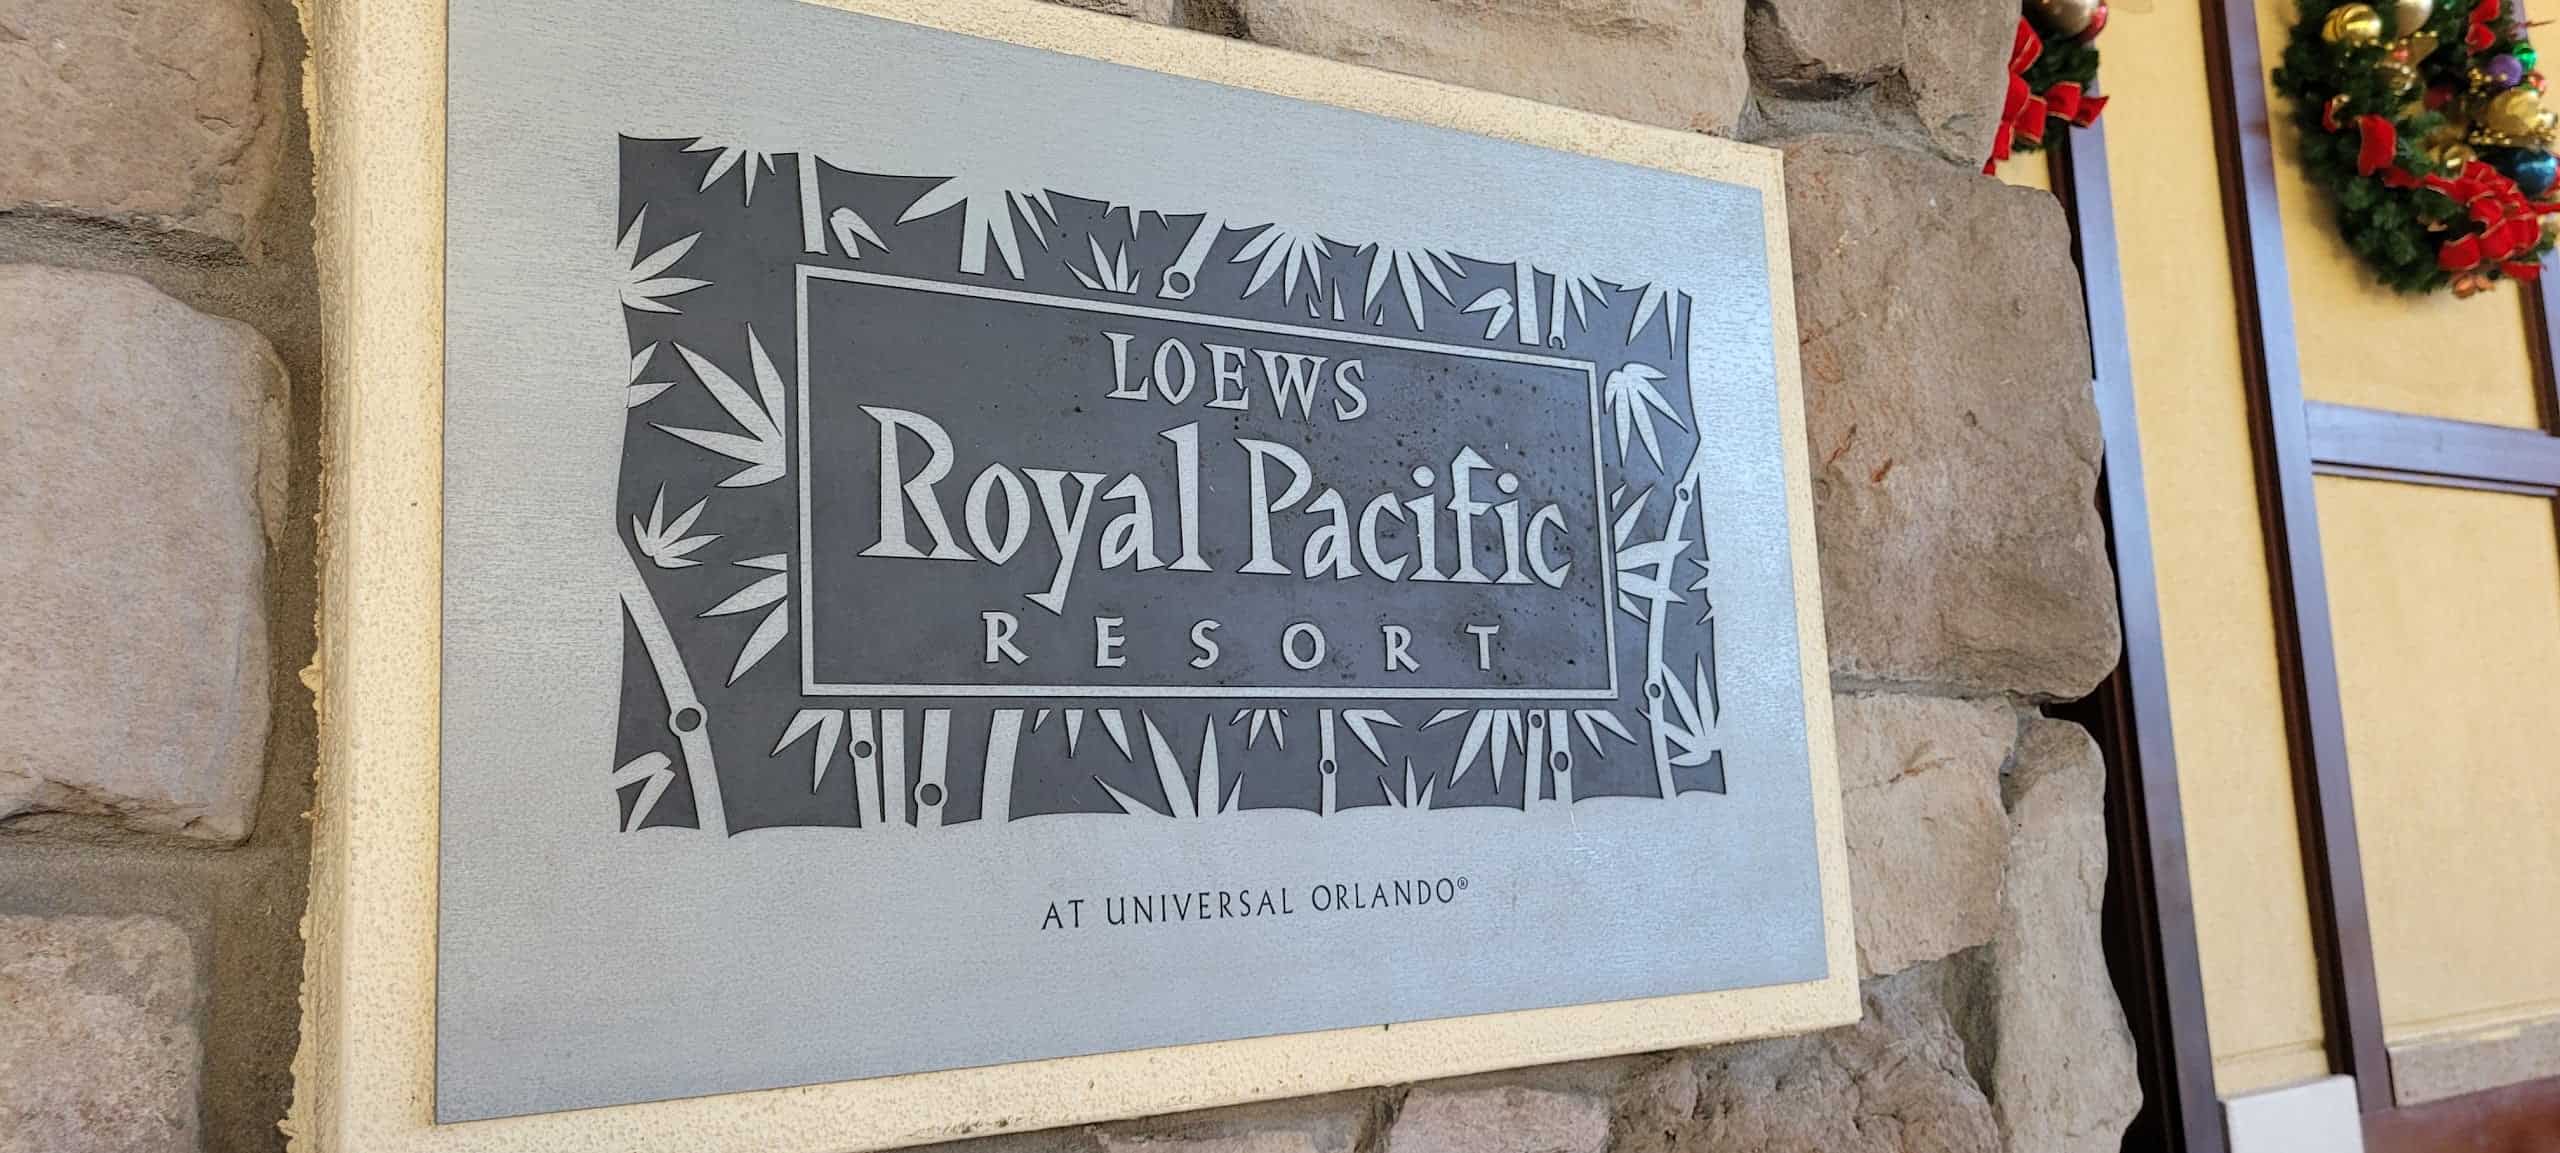 LOEWS
Royal Pacific
RESORT
AT UNIVERSAL ORLANDO®